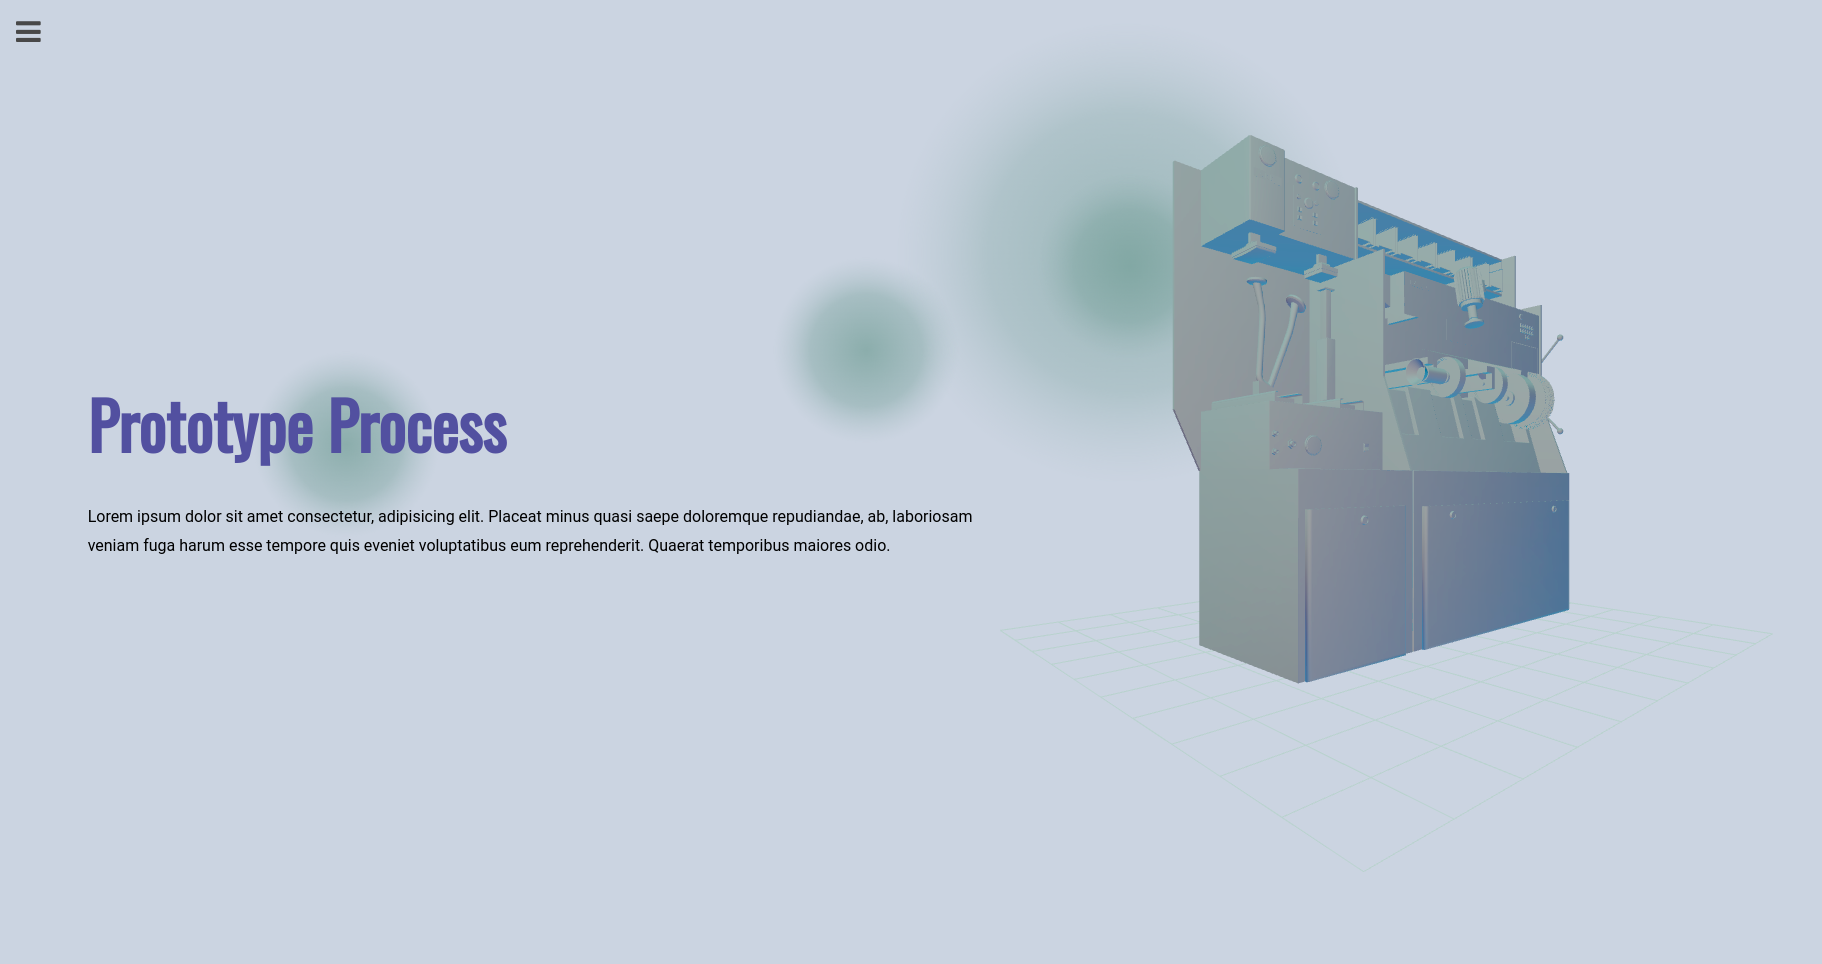 Prototype Process
Lorem ipsum dolor sit amet consectetur, adipisicing elit. Placeat minus quasi saepe doloremque repudiandae, ab, laboriosam
veniam fuga harum esse tempore quis eveniet voluptatibus eum reprehenderit. Quaerat temporibus maiores odio.